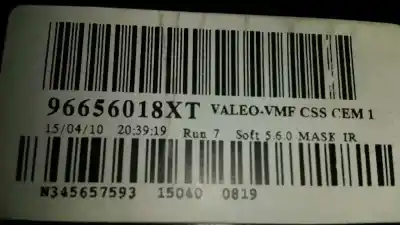 96656018XT VALEO-VMF CSS CEM 1
15/04/10 20:39:19 Run 7 Soft 5.6.0 MASK IR
N345657593 15040 0819